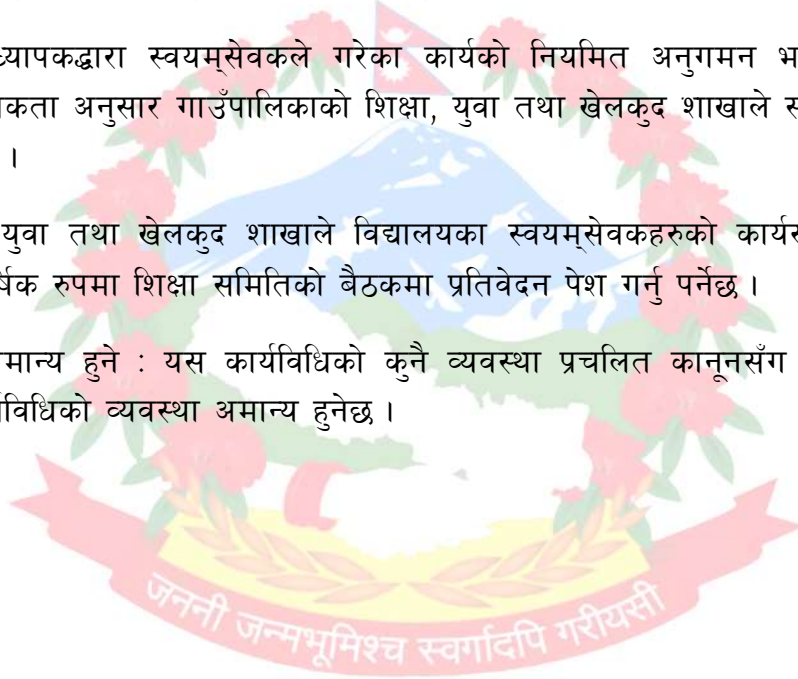 ध्यापकद्वारा स्वयम्सेवकले गरेका कार्यको नियमित अनुगमन
कता अनुसार गाउँपालिकाको शिक्षा, युवा तथा खेलकुद शाखाले
।
युवा तथा खेलकुद शाखाले विद्यालयका स्वयम्सेवकहरुको
र्षक रुपमा शिक्षा समितिको बैठकमा प्रतिवेदन पेश गर्नु पर्नेछ ।
मान्य हुने : यस कार्यविधिको कुनै व्यवस्था प्रचलित कानूनसँग
विधिको व्यवस्था अमान्य हुनेछ ।
जननी जन्मभूमिश्च स्वर्गादपि गरीयसी